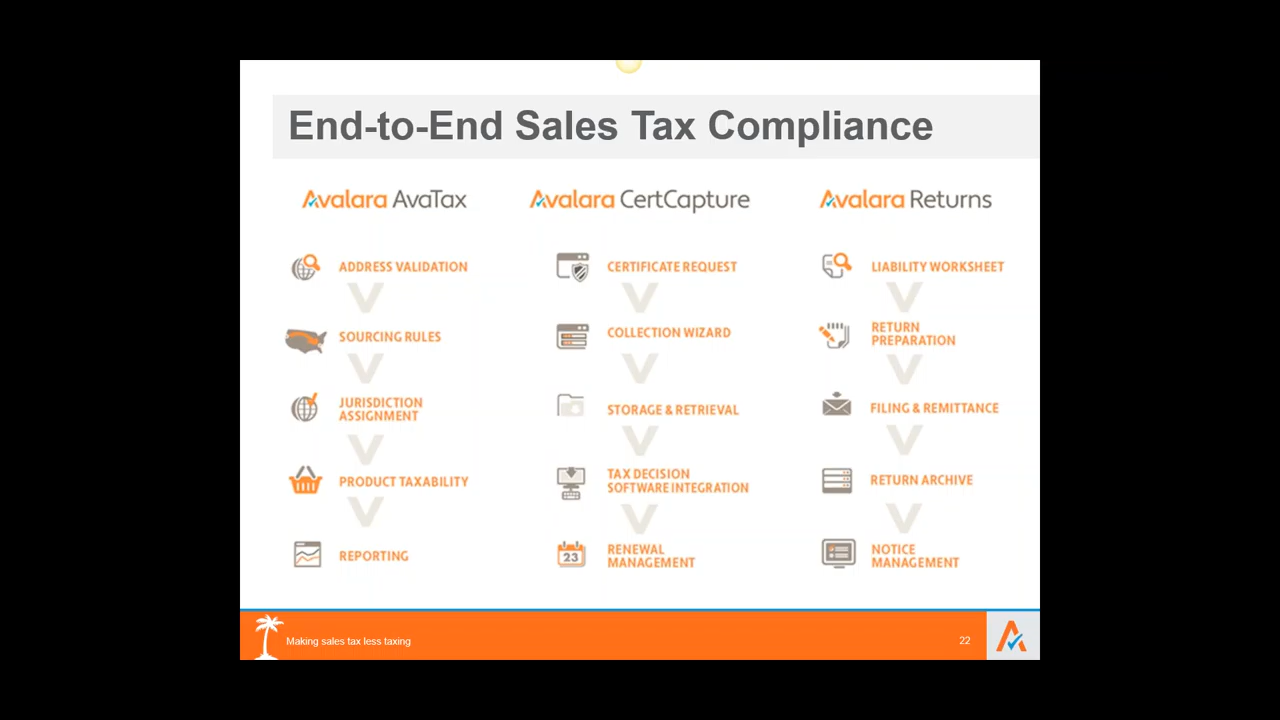 End-to-End Sales Tax Compliance
Avalara AvaTax
ADDRESS VALIDATION
SOURCING RULES
JURISDICTION
ASSIGNMENT
PRODUCT TAXABILITY
REPORTING
Avalara CertCapture
CERTIFICATE REQUEST
COLLECTION WIZARD
STORAGE & RETRIEVAL
TAX DECISION
SOFTWARE INTEGRATION
23
RENEWAL
MANAGEMENT
Avalara Returns
LIABILITY WORKSHEET
RETURN
PREPARATION
FILING & REMITTANCE
RETURN ARCHIVE
NOTICE
MANAGEMENT
Making sales tax less taxing
22